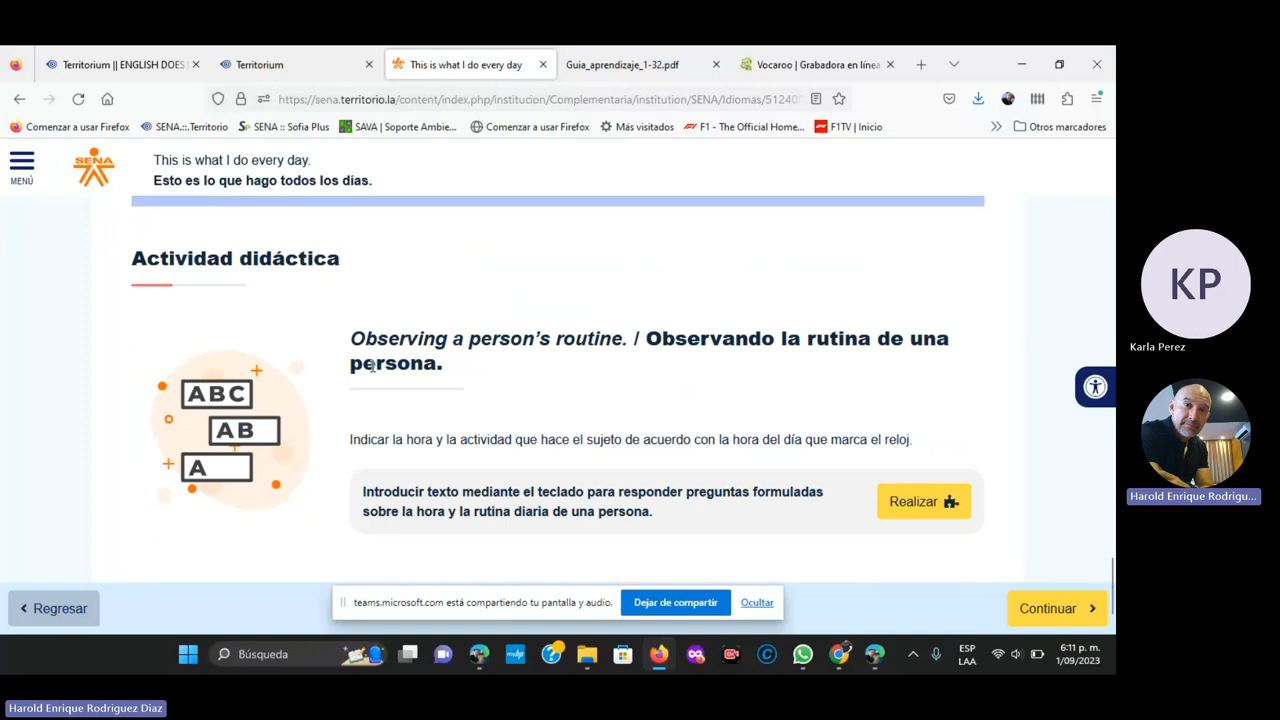 Territorium || ENGLISH DOES
Territorium
This is what I do every day
Guia_aprendizaje_1-32.pdf
Vocaroo | Grabadora en línea
https://sena.territorio.la/content/index.php/institucion/Complementaria/institution/SENA/Idiomas/51240
Comenzar a usar Firefox
SENA.::.Territorio
SENA :: Sofia Plus
SAVA | Soporte Ambie...
Comenzar a usar Firefox
Más visitados
F1 - The Official Home...
F1TV | Inicio
Otros marcadores
MENÚ
SENA
This is what I do every day.
Esto es lo que hago todos los dias.
Actividad didáctica
ABC
AB
A
Observing a person's routine. / Observando la rutina de una
persona.
Indicar la hora y la actividad que hace el sujeto de acuerdo con la hora del día que marca el reloj.
Introducir texto mediante el teclado para responder preguntas formuladas
sobre la hora y la rutina diaria de una persona.
Realizar
Regresar
teams.microsoft.com está compartiendo tu pantalla y audio.
Dejar de compartir
Ocultar
Continuar
Búsqueda
ESP
LAA
6:11 p. m.
1/09/2023
KP
Karla Perez
Harold Enrique Rodrigu...
Harold Enrique Rodriguez Diaz